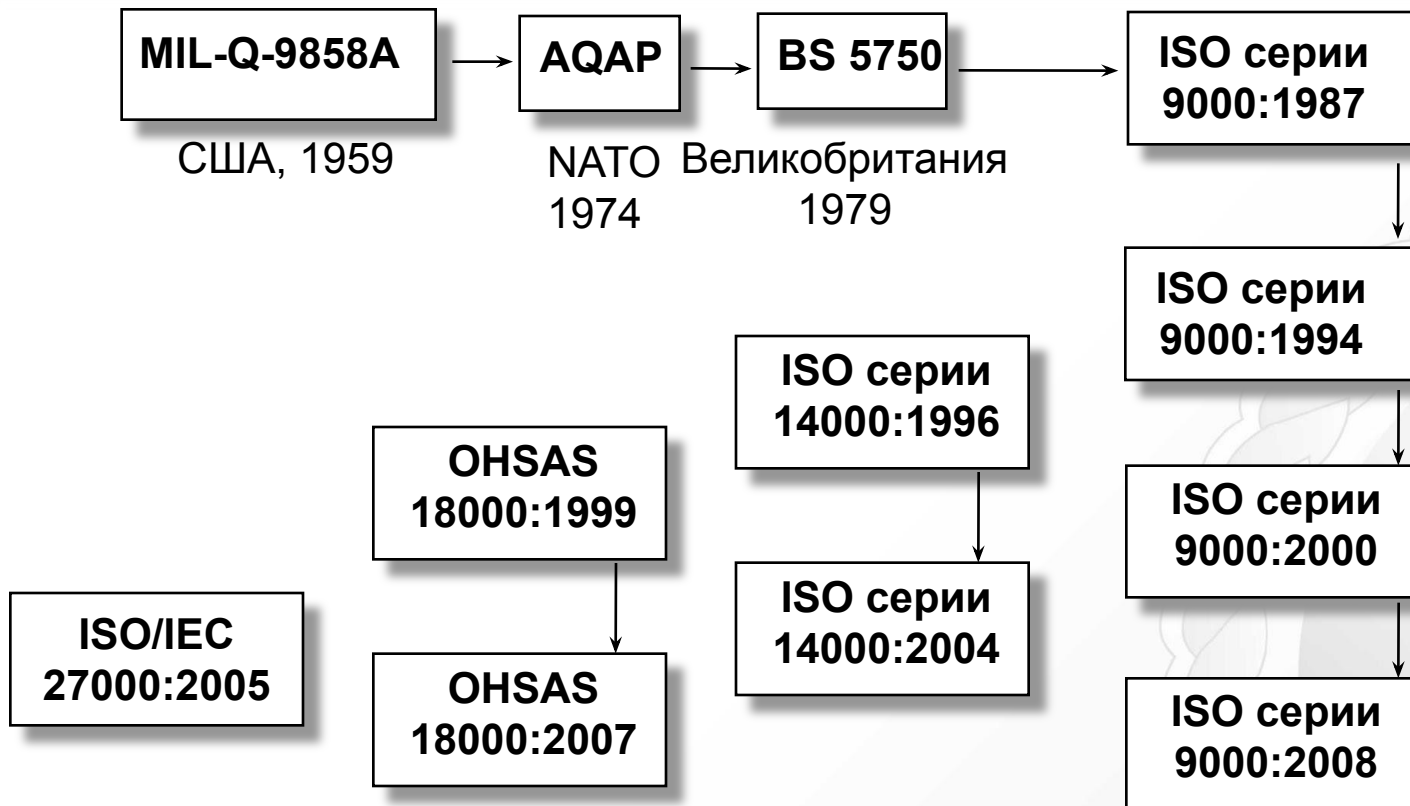 MIL-Q-9858A
США, 1959
AQAP
NATO
1974
BS 5750
Великобритания
1979
ISO серии
9000:1987
ISO серии
9000:1994
ISO серии
14000:1996
OHSAS
18000:1999
ISO серии
9000:2000
ISO серии
14000:2004
ISO/IEC
27000:2005
OHSAS
18000:2007
ISO серии
9000:2008